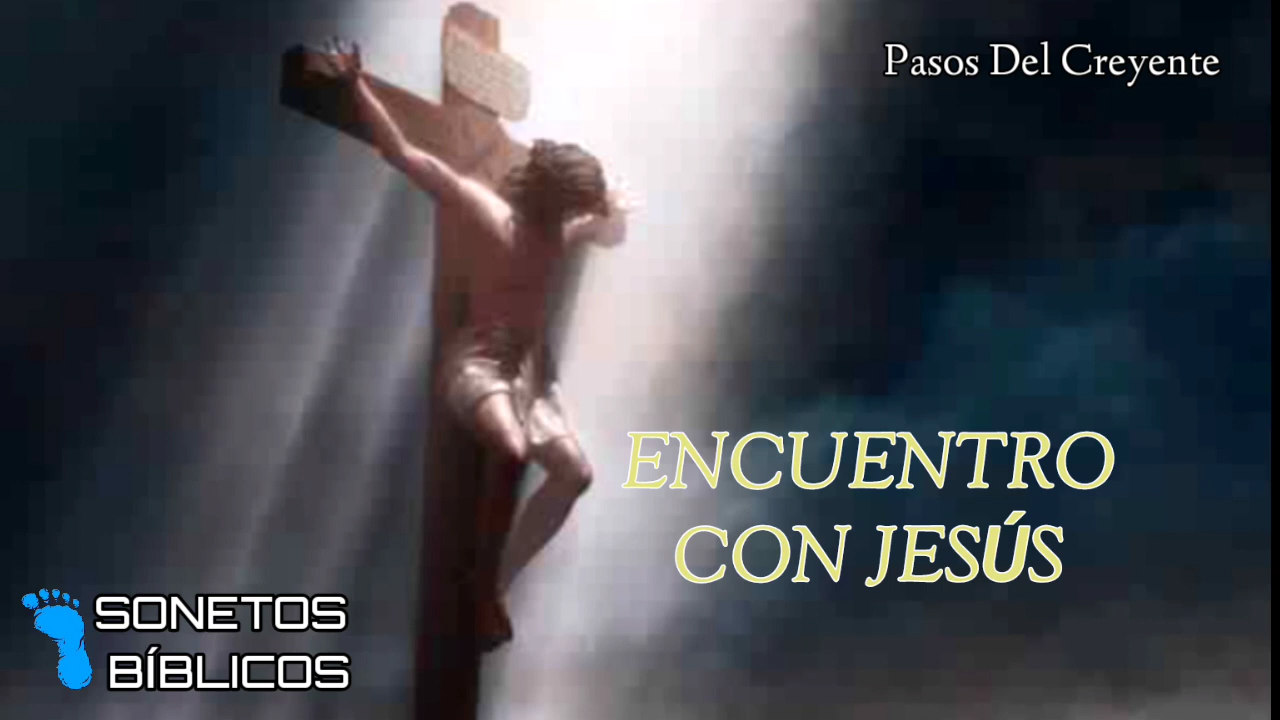 Pasos Del Creyente
ENCUENTRO
CON JESÚS
SONETOS
BÍBLICOS